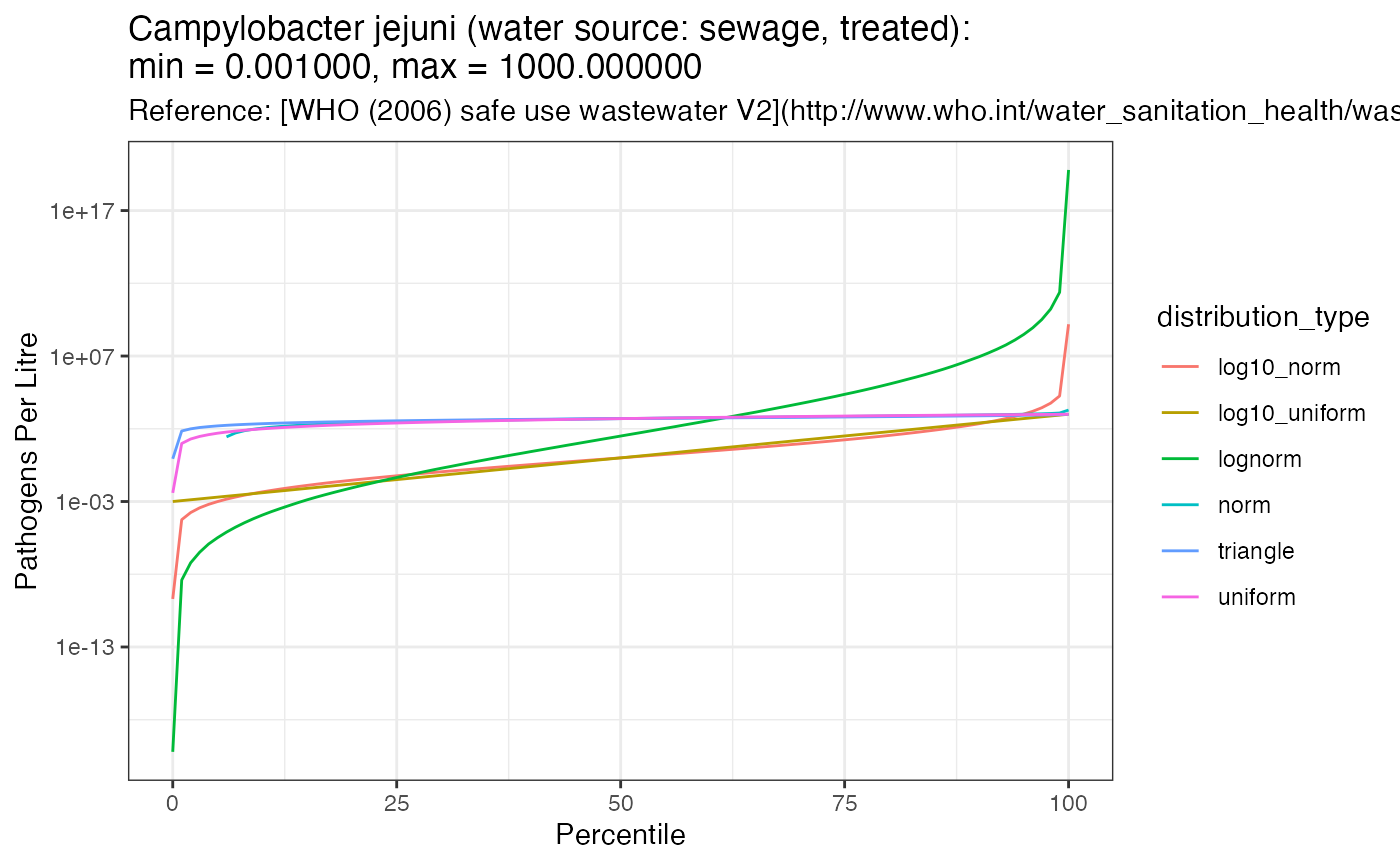 Campylobacter jejuni (water source: sewage, treated):
min = 0.001000, max = 1000.000000
Reference: [WHO (2006) safe use wastewater V2](http://www.who.int/water_sanitation_health/was
1e+17
1e+07
1e-03
1e-13
Pathogens Per Litre
0 25 50 75 100
Percentile
distribution_type
log10_norm
log10_uniform
lognorm
norm
triangle
uniform